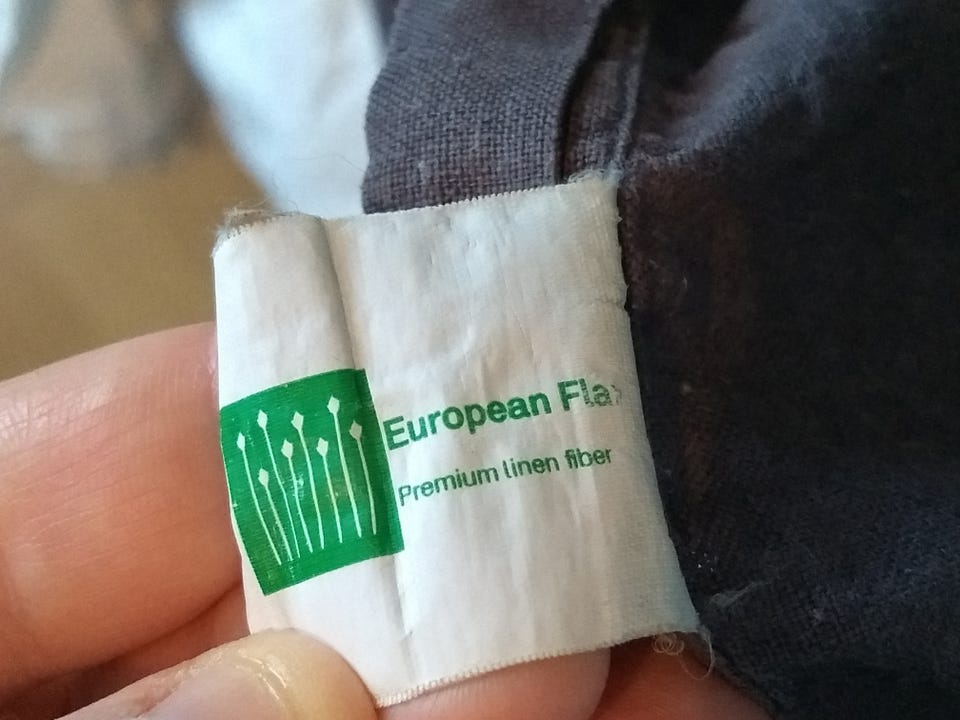 European Fla
Premium linen fiber